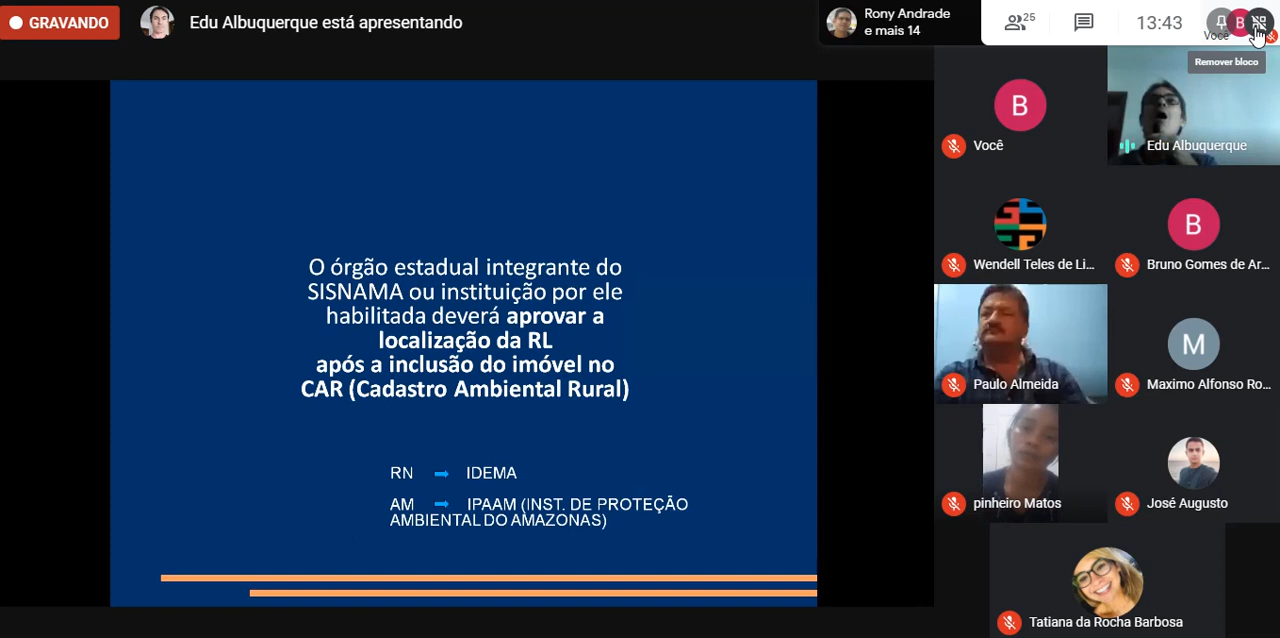 GRAVANDO
Edu Albuquerque está apresentando
Rony Andrade
e mais 14
25
13:43
B
Você
Remover bloco
B
Você
Edu Albuquerque
Wendell Teles de Li...
B
Bruno Gomes de Ar...
Paulo Almeida
M
Maximo Alfonso Ro...
pinheiro Matos
José Augusto
Tatiana da Rocha Barbosa
O órgão estadual integrante do
SISNAMA ou instituição por ele
habilitada deverá aprovar a
localização da RL
após a inclusão do imóvel no
CAR (Cadastro Ambiental Rural)
RN ➡ IDEMA
AM ➡ IPAAM (INST. DE PROTEÇÃO
AMBIENTAL DO AMAZONAS)